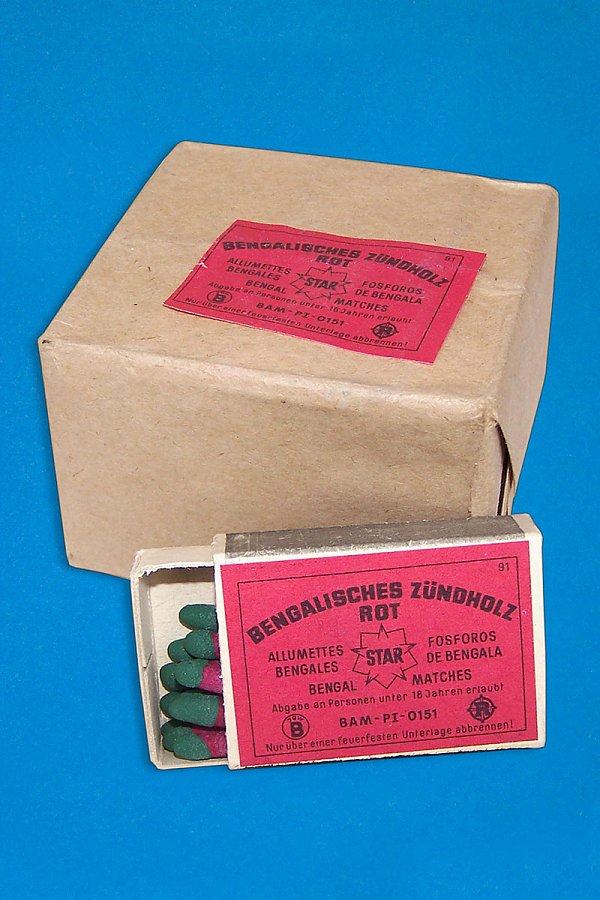 BENGALISCHES ZÜNDHOLZ
91
ROT
ALLUMETTES
BENGALES
STAR
FOSFOROS
DE BENGALA
BENGAL
MATCHES
Abgabe an Personen unter 18 Jahren erlaubt
B
BAM-PI-0151
R
Nur über einer feuerfesten Unterlage abbrennen!
91
BENGALISCHES ZÜNDHOLZ
ROT
ALLUMETTES
BENGALES
STAR
FOSFOROS
DE BENGALA
BENGAL
MATCHES
Abgabe an Personen unter 18 Jahren erlaubt
B
BAM-PI-0151
R
Nur über einer feuerfesten Unterlage abbrennen!